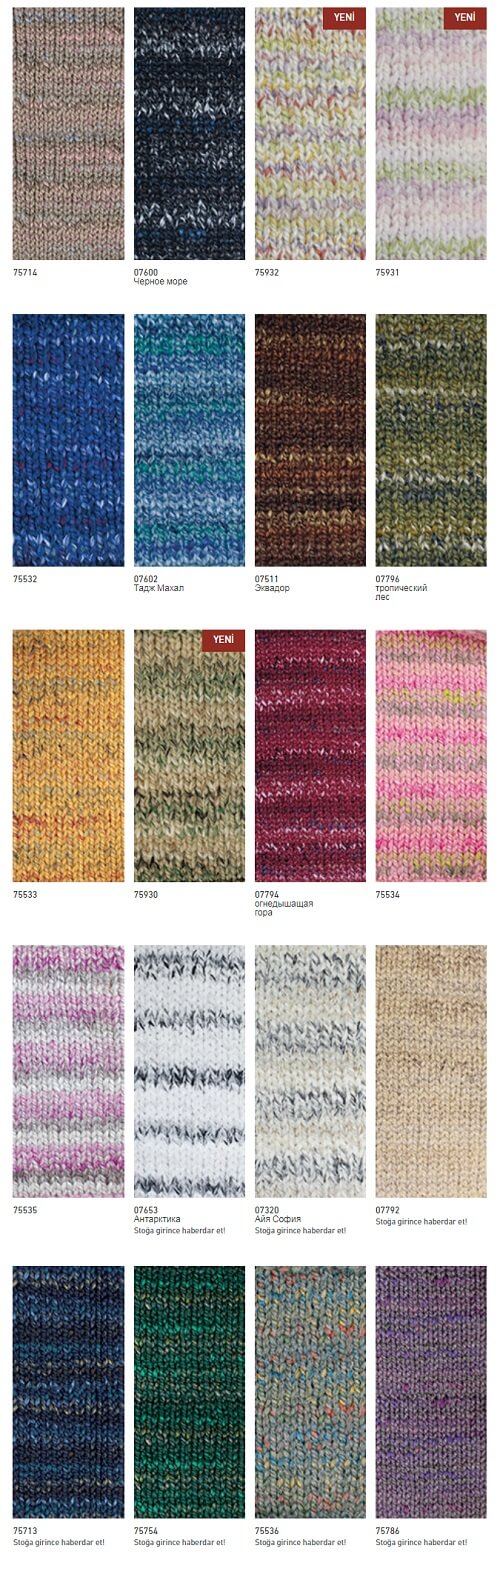 YENİ
YENİ
75714
07600
Черное море
75932
75931
75532
07602
Тадж Махал
07511
Эквадор
07796
тропический
лес
YENİ
75533
75930
07794
огнедышащая
гора
75534
75535
07653
Антарктика
Stoğa girince haberdar et!
07320
Айя София
Stoğa girince haberdar et!
07792
Stoğa girince haberdar et!
75713
Stoğa girince haberdar et!
75754
Stoğa girince haberdar et!
75536
Stoğa girince haberdar et!
75786
Stoğa girince haberdar et!